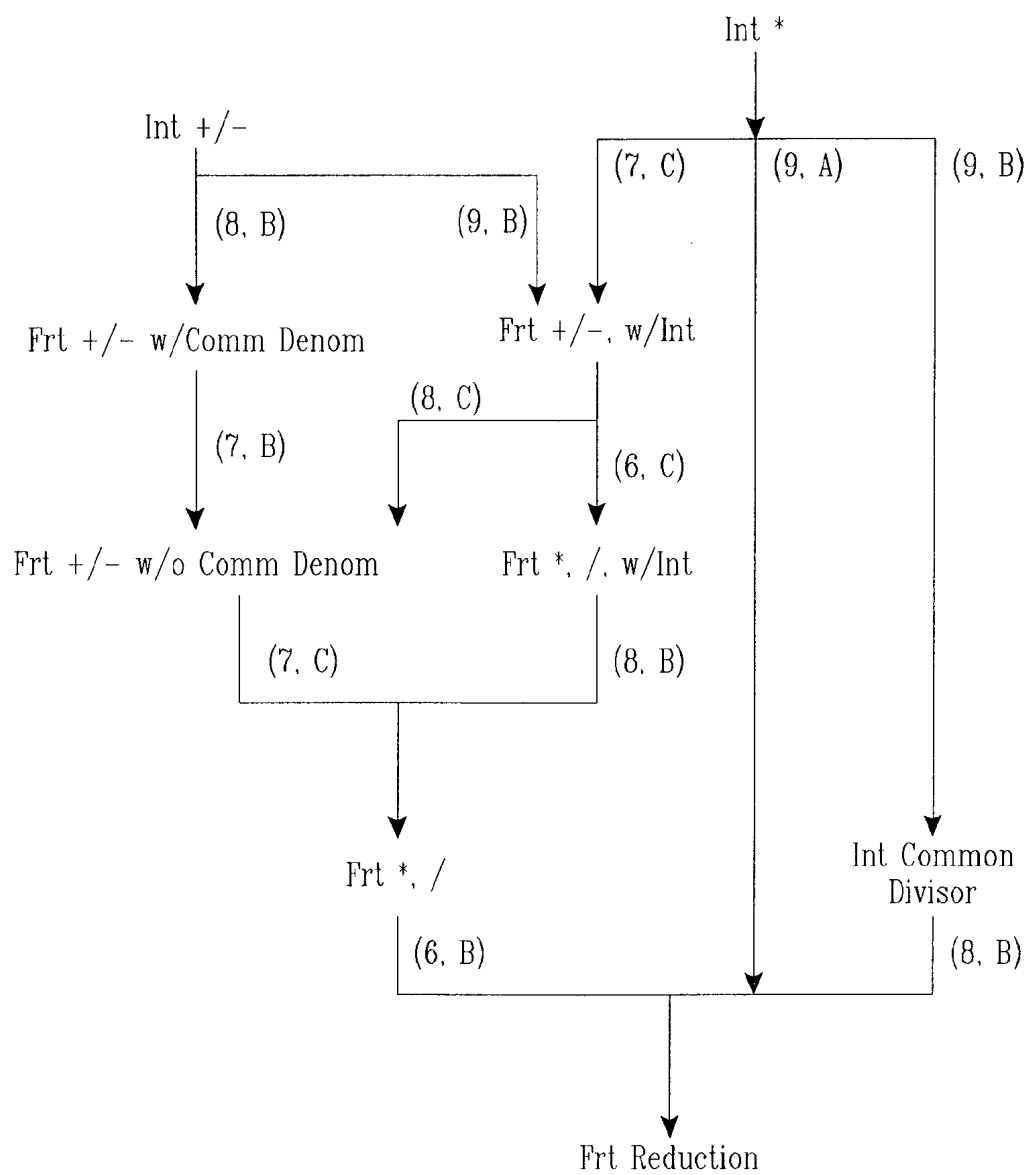 Int *
Int +/-
(7, C)
(9, A)
(9, B)
(8, B)
(9, B)
Frt +/- w/Comm Denom
Frt +/-, w/Int
(8, C)
(7, B)
(6, C)
Frt +/- w/o Comm Denom
Frt *, /, w/Int
(7, C)
(8, B)
Frt *, /
Int Common
Divisor
(6, B)
(8, B)
Frt Reduction